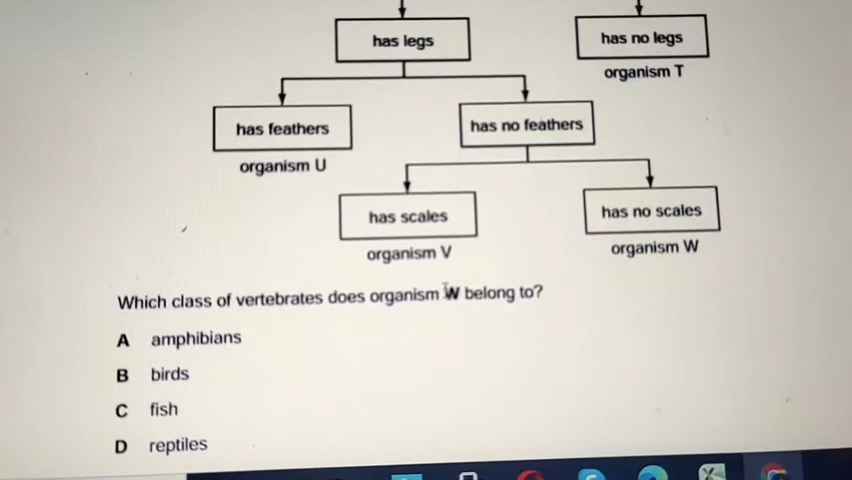 has legs
has no legs
organism T
has feathers
has no feathers
organism U
has scales
has no scales
organism V
organism W
Which class of vertebrates does organism W belong to?
A amphibians
B birds
C fish
D reptiles